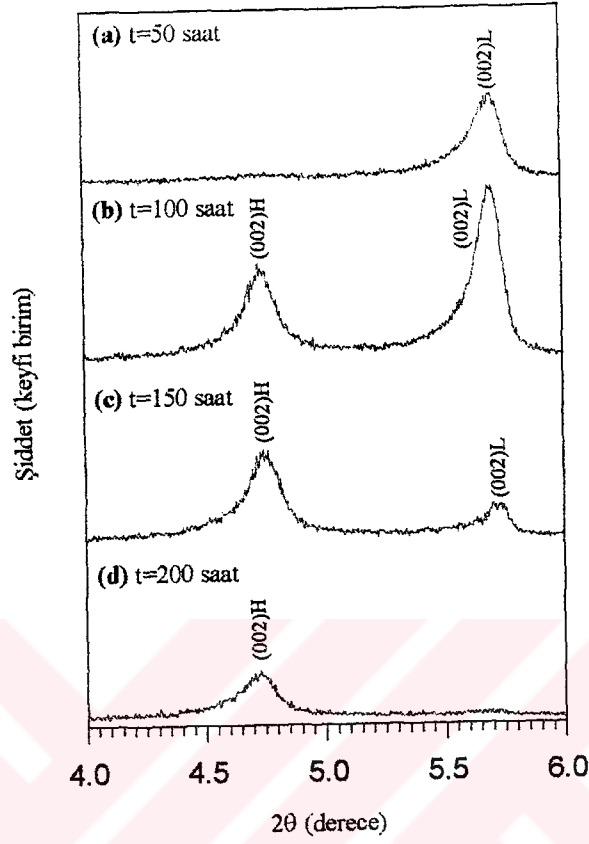 (a) t=50 saat
(002)L
(b) t=100 saat
(002)H
(002)L
(c) t=150 saat
(002)H
(002)L
(d) t=200 saat
(002)H
Şiddet (keyfi birim)
4.0 4.5 5.0 5.5 6.0
2θ (derece)